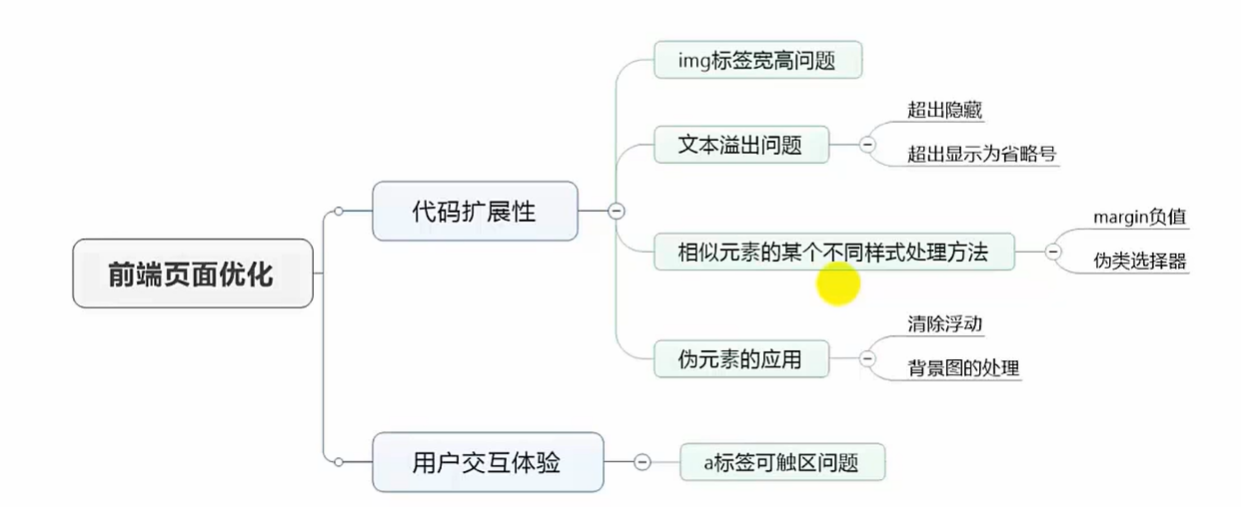 前端页面优化
代码扩展性
img标签宽高问题
文本溢出问题
超出隐藏
超出显示为省略号
相似元素的某个不同样式处理方法
margin负值
伪类选择器
伪元素的应用
清除浮动
背景图的处理
用户交互体验
a标签可触区问题